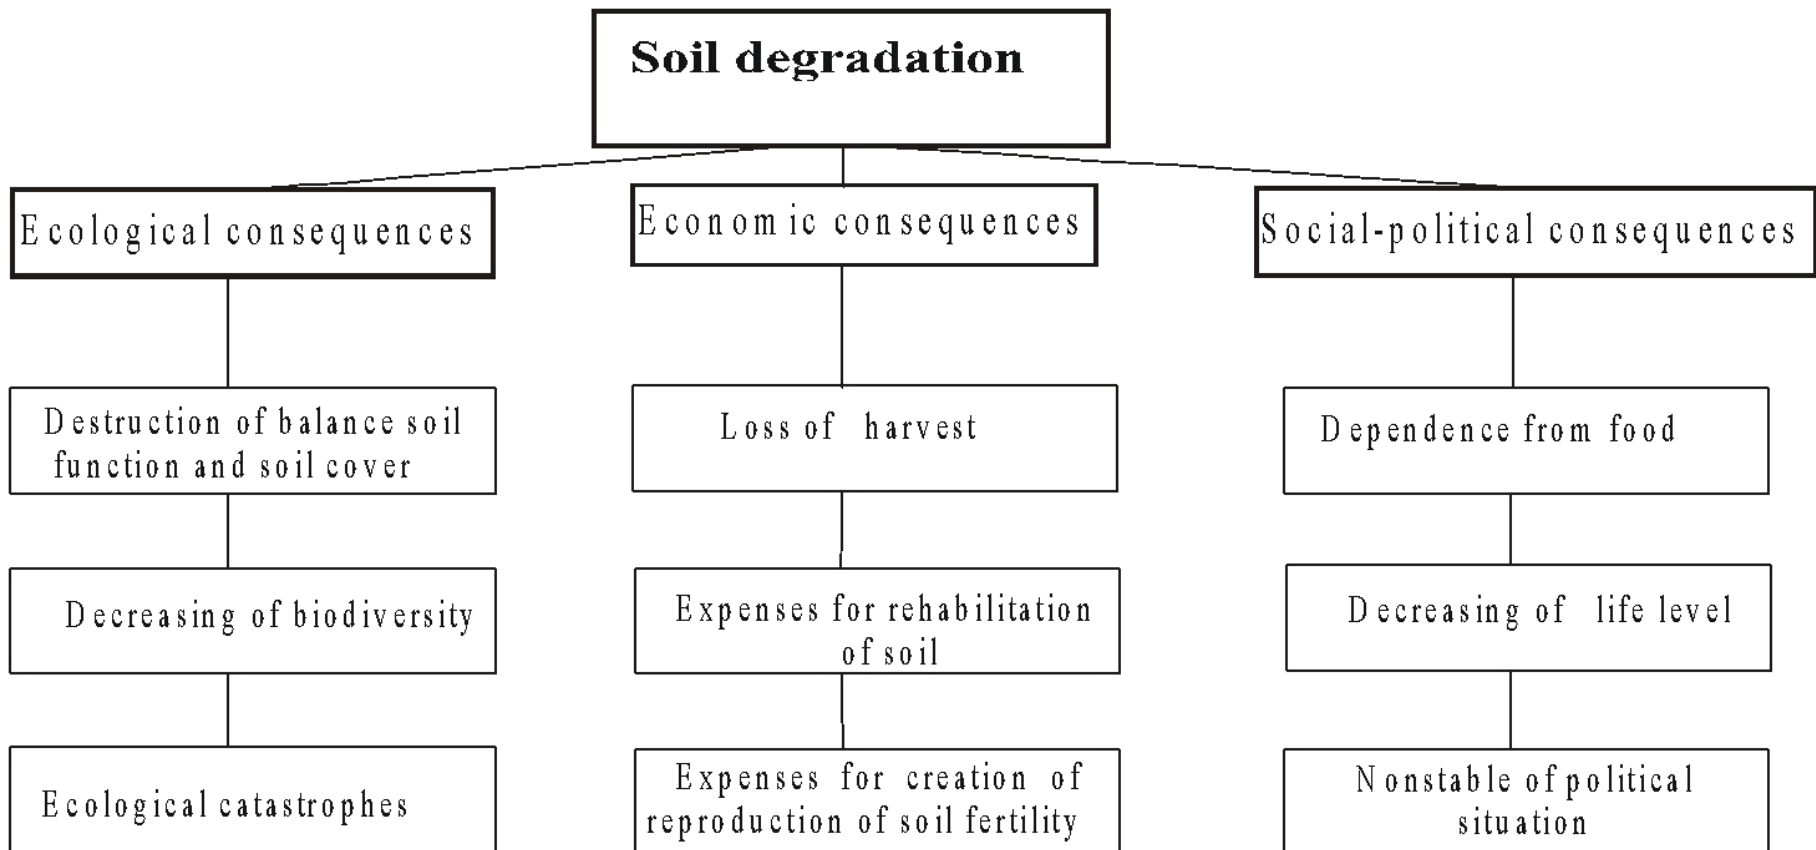 Soil degradation
Ecological consequences
Economic consequences
Social-political consequences
Destruction of balance soil
function and soil cover
Loss of harvest
Dependence from food
Decreasing of biodiversity
Expenses for rehabilitation
of soil
Decreasing of life level
Ecological catastrophes
Expenses for creation of
reproduction of soil fertility
Nonstable of political
situation